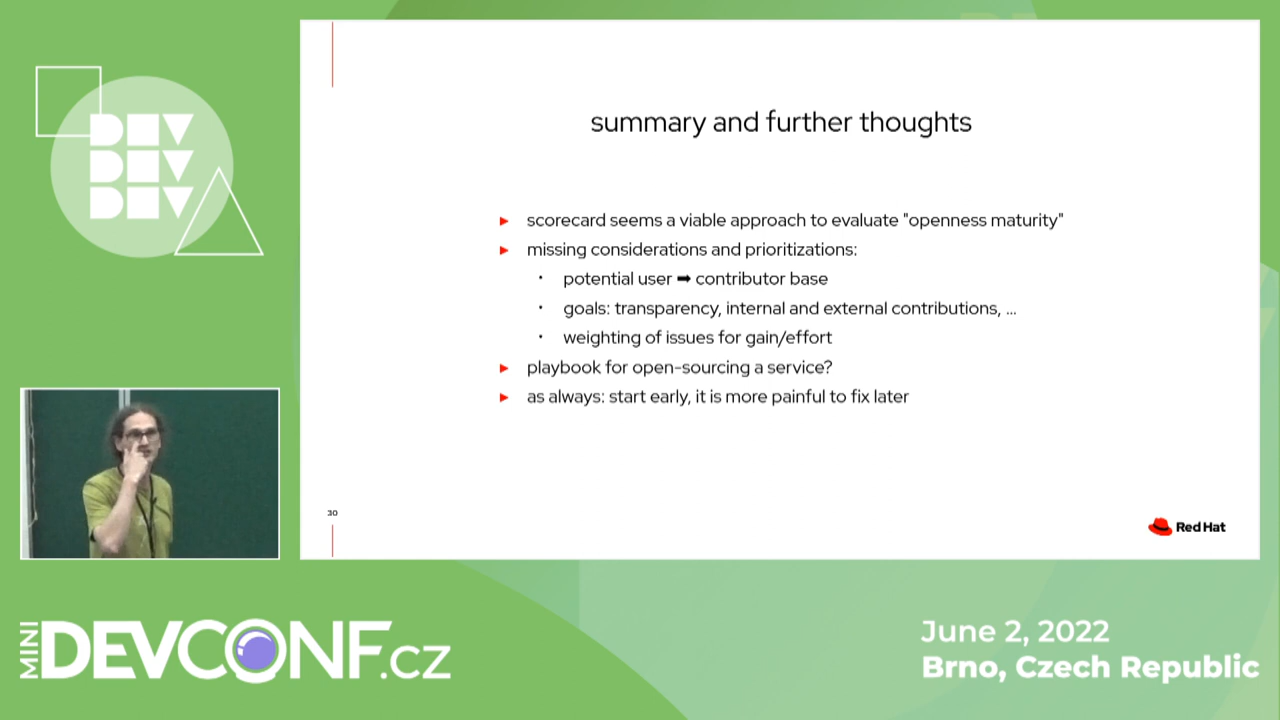 DEV
DEV
DEV
summary and further thoughts
► scorecard seems a viable approach to evaluate "openness maturity"
► missing considerations and prioritizations:
· potential user ➡ contributor base
· goals: transparency, internal and external contributions, ...
· weighting of issues for gain/effort
► playbook for open-sourcing a service?
► as always: start early, it is more painful to fix later
30
Red Hat
MINI DEVCONF.CZ
June 2, 2022
Brno, Czech Republic